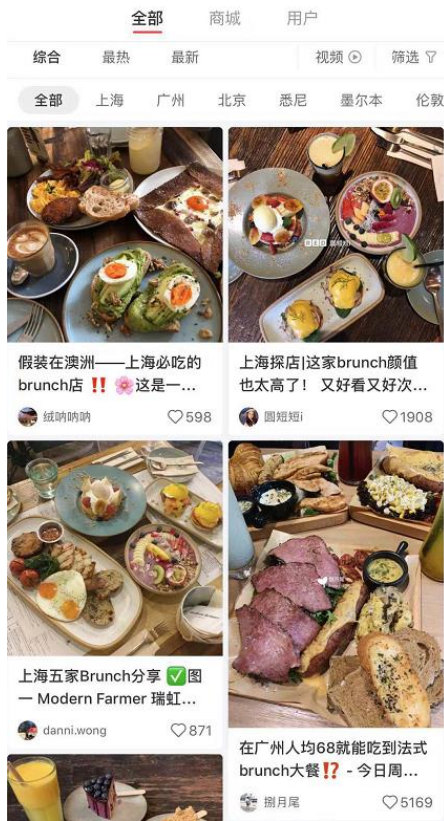 全部 商城 用户
综合 最热 最新 视频 筛选
全部 上海 广州 北京 悉尼 墨尔本 伦敦
假装在澳洲——上海必吃的
brunch店 ‼️ 🌸这是一...
绒呐呐呐 598
上海探店|这家brunch颜值
也太高了! 又好看又好次...
圆短短i 1908
上海五家Brunch分享 ✅图
一 Modern Farmer 瑞虹...
danni.wong 871
在广州人均68就能吃到法式
brunch大餐⁉️ - 今日周...
捌月尾 5169